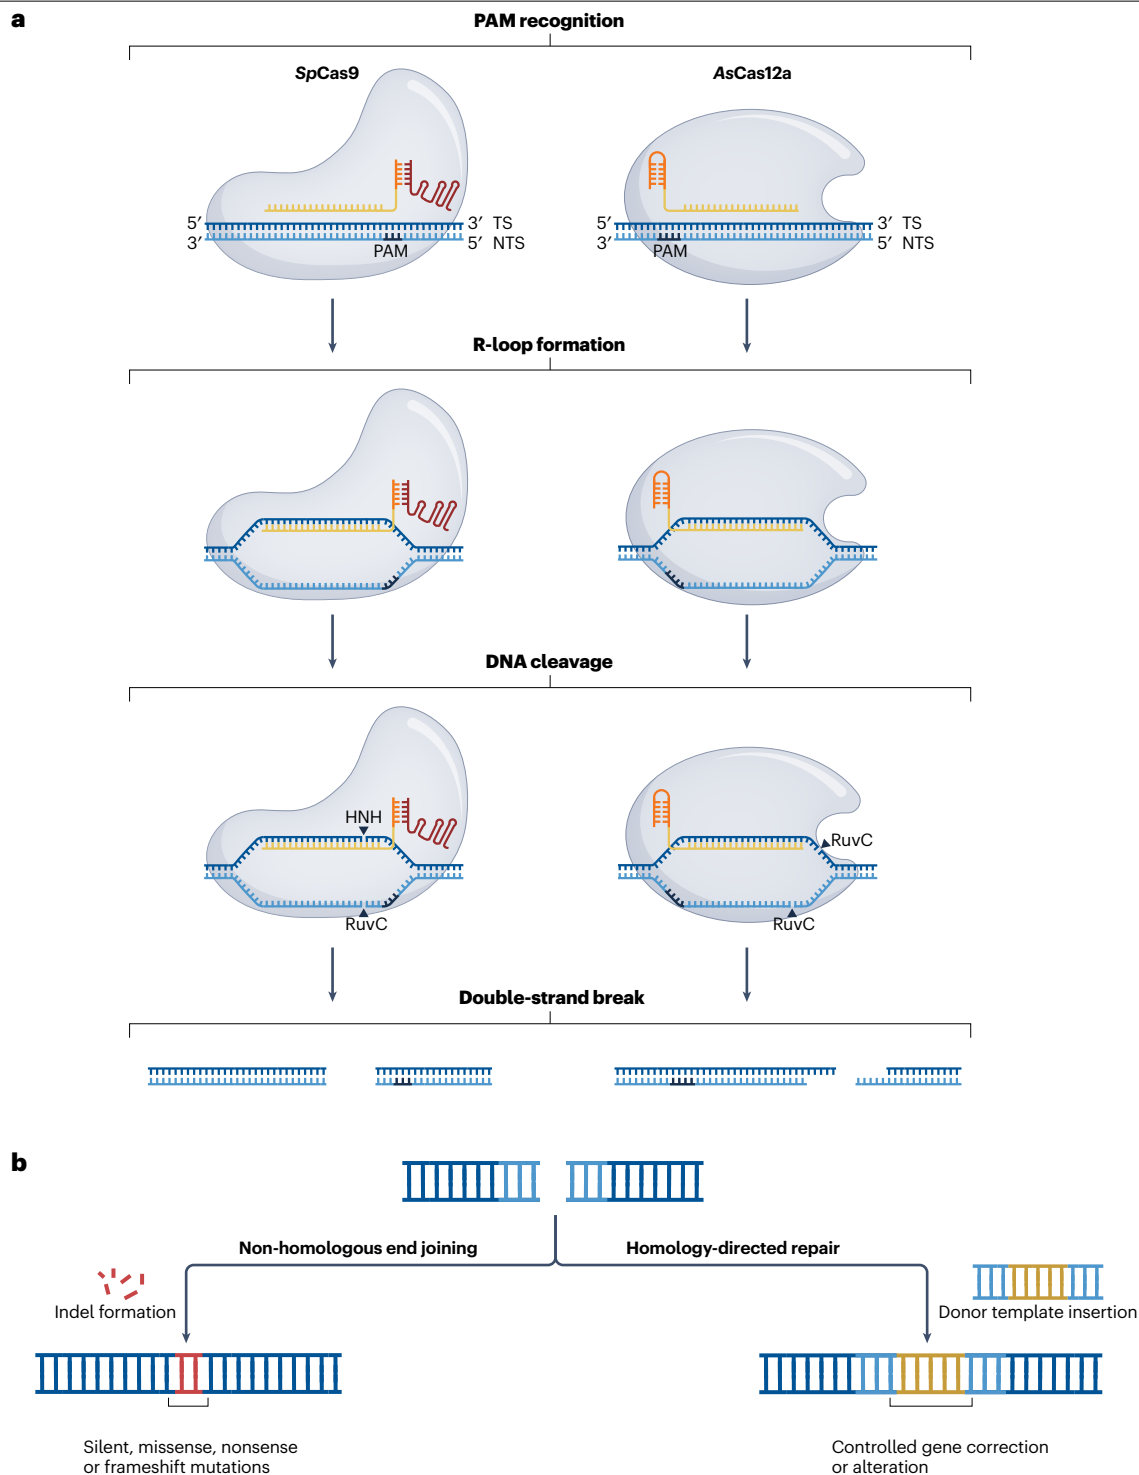 a
PAM recognition
SpCas9
AsCas12a
5′ 3′ TS
3′ 5′ NTS
PAM
5′ 3′ TS
3′ 5′ NTS
PAM
R-loop formation
DNA cleavage
HNH
RuvC
RuvC
RuvC
Double-strand break
b
Non-homologous end joining
Homology-directed repair
Indel formation
Donor template insertion
Silent, missense, nonsense
or frameshift mutations
Controlled gene correction
or alteration